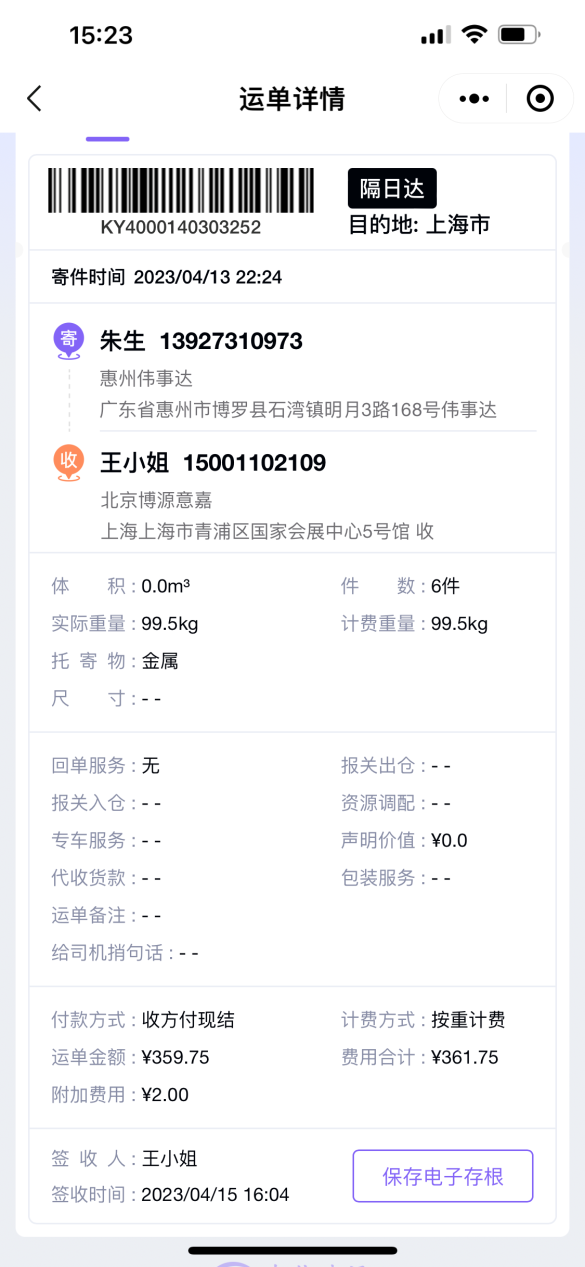 15:23
运单详情
KY4000140303252
隔日达
目的地: 上海市
寄件时间 2023/04/13 22:24
寄 朱生 13927310973
惠州伟事达
广东省惠州市博罗县石湾镇明月3路168号伟事达
收 王小姐 15001102109
北京博源意嘉
上海上海市青浦区国家会展中心5号馆 收
体 积 : 0.0m³ 件 数 : 6件
实际重量 : 99.5kg 计费重量 : 99.5kg
托 寄 物 : 金属
尺 寸 : - -
回单服务 : 无 报关出仓 : - -
报关入仓 : - - 资源调配 : - -
专车服务 : - - 声明价值 : ¥0.0
代收货款 : - - 包装服务 : - -
运单备注 : - -
给司机捎句话 : - -
付款方式 : 收方付现结 计费方式 : 按重计费
运单金额 : ¥359.75 费用合计 : ¥361.75
附加费用 : ¥2.00
签 收 人 : 王小姐
签收时间 : 2023/04/15 16:04
保存电子存根